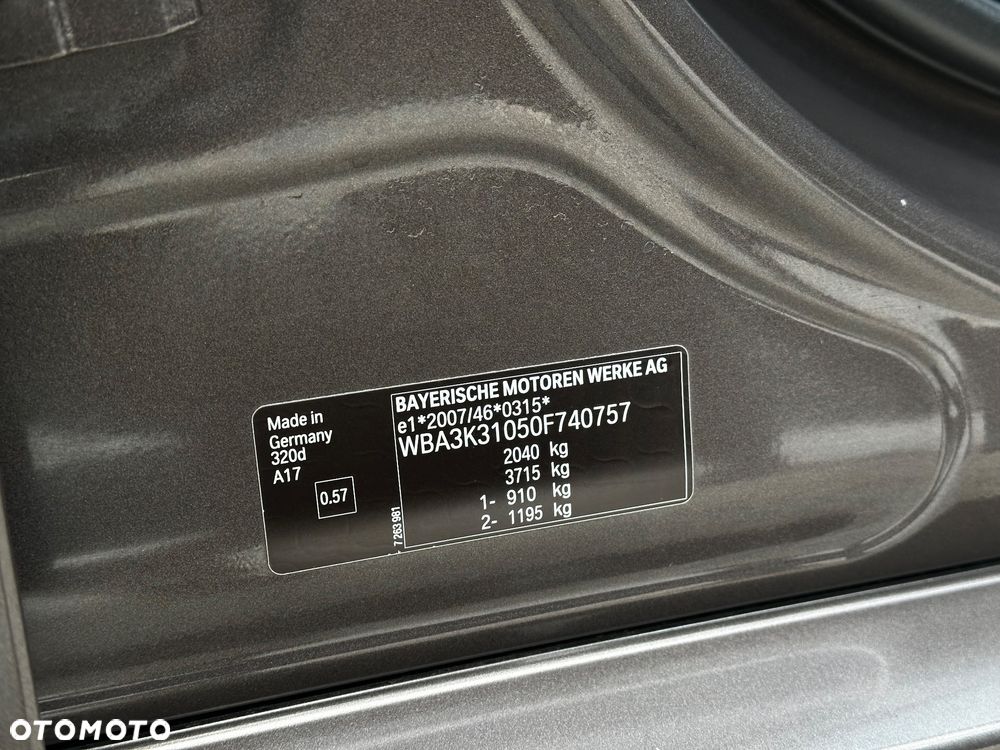 Made in
Germany
320d
A17
0.57
7 263 981
BAYERISCHE MOTOREN WERKE AG
e1*2007/46*0315*
WBA3K31050F740757
2040 kg
3715 kg
1- 910 kg
2- 1195 kg
OTOMOTO